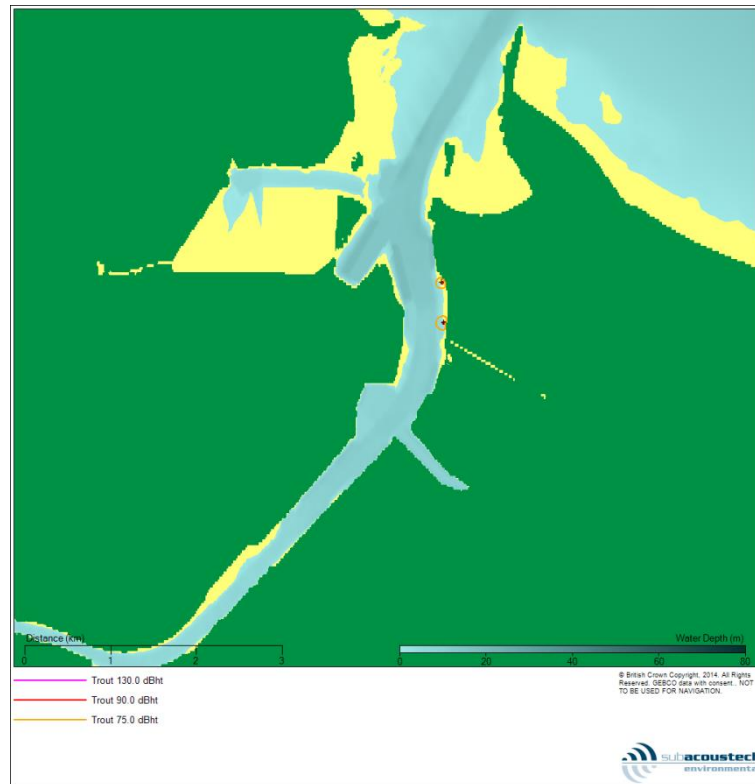 Distance (km)
0 1 2 3
Water Depth (m)
0 20 40 60 80
Trout 130.0 dBht
Trout 90.0 dBht
Trout 75.0 dBht
© British Crown Copyright, 2014. All Rights
Reserved. GEBCO data with consent.. NOT
TO BE USED FOR NAVIGATION.
subacoustech
environmenta